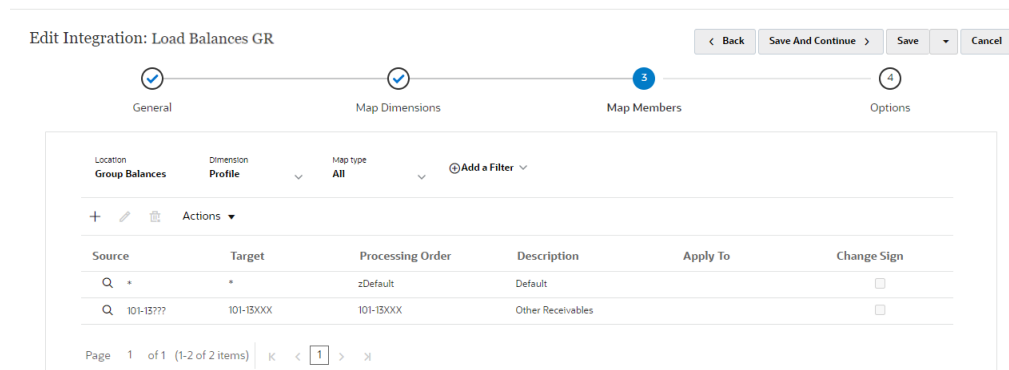 Edit Integration: Load Balances GR
Back Save And Continue Save Cancel
3 4
General Map Dimensions Map Members Options
Location Dimension Map type
Group Balances Profile All Add a Filter
Actions
Source Target Processing Order Description Apply To Change Sign
* * zDefault Default
101-13??? 101-13XXX 101-13XXX Other Receivables
Page 1 of 1 (1-2 of 2 items) 1